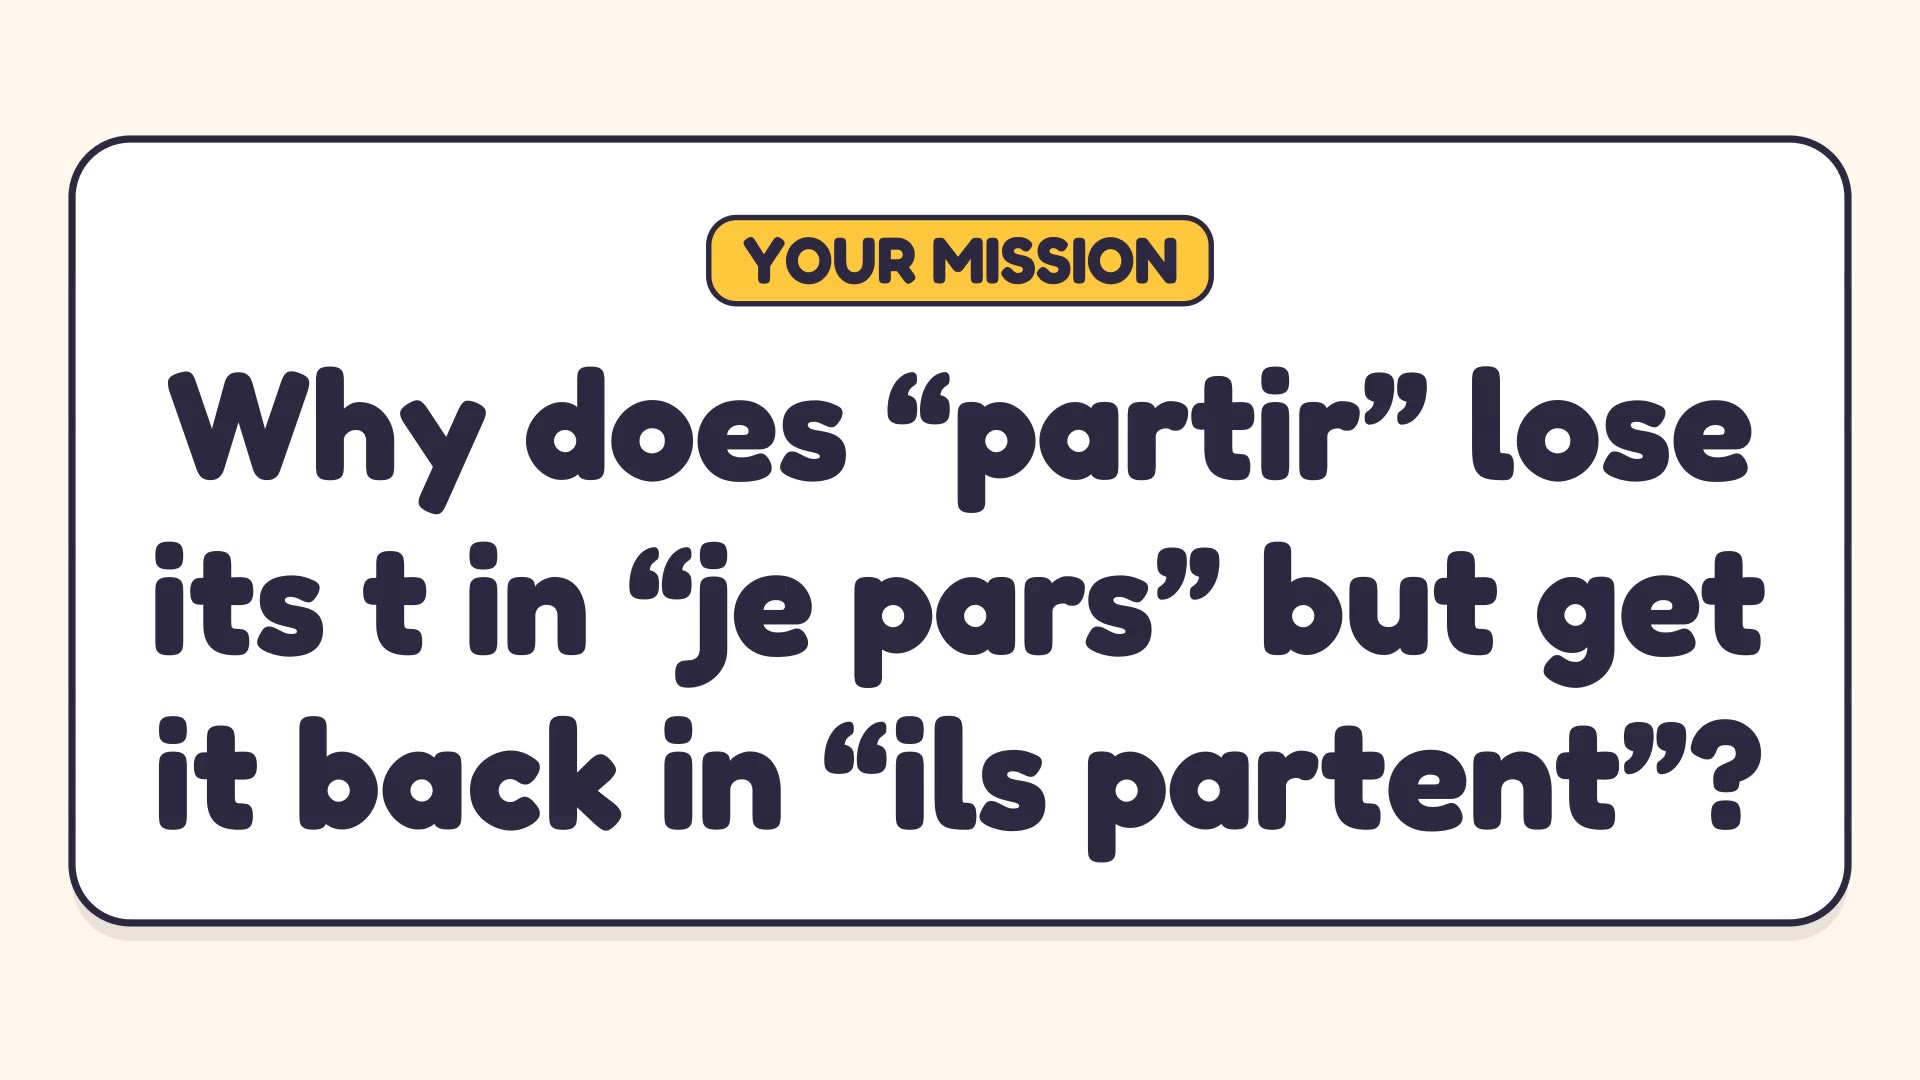 YOUR MISSION
Why does “partir” lose
its t in “je pars” but get
it back in “ils partent”?